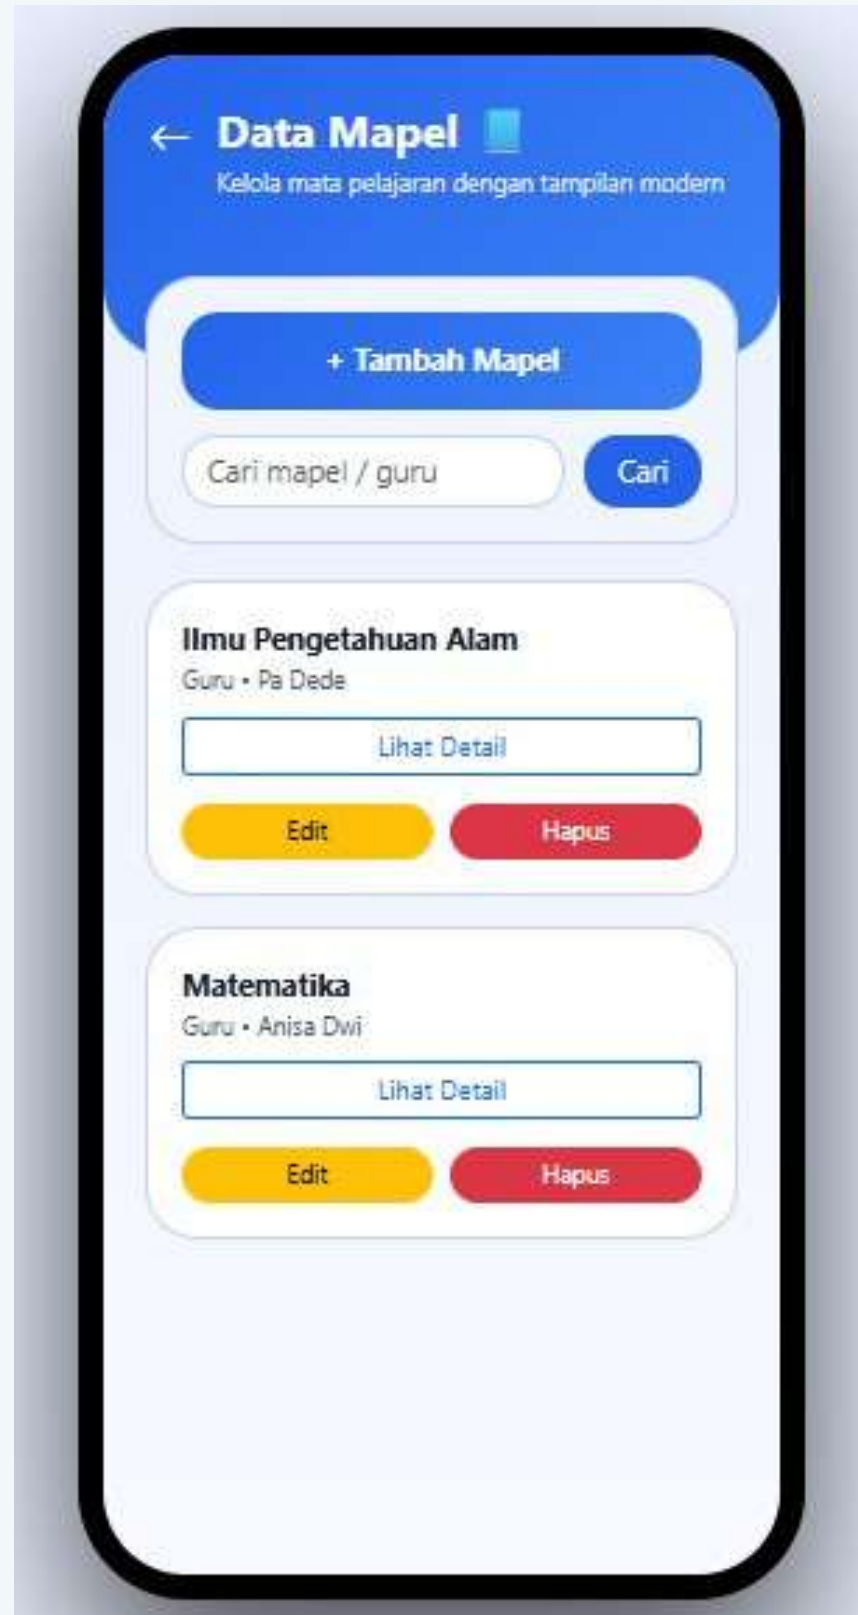 ← Data Mapel 📘
Kelola mata pelajaran dengan tampilan modern
+ Tambah Mapel
Cari mapel / guru
Cari
Ilmu Pengetahuan Alam
Guru • Pa Dede
Lihat Detail
Edit
Hapus
Matematika
Guru • Anisa Dwi
Lihat Detail
Edit
Hapus